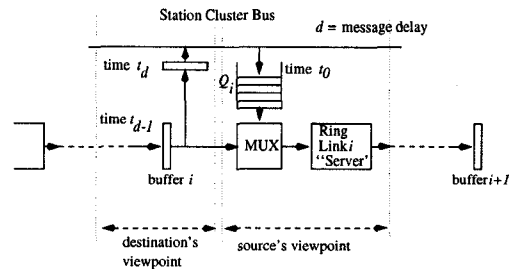 Station Cluster Bus
d = message delay
time t_d
Q_i
time t_0
time t_{d-1}
MUX
Ring
Link i
"Server'
buffer i
buffer i+1
destination's
viewpoint
source's viewpoint